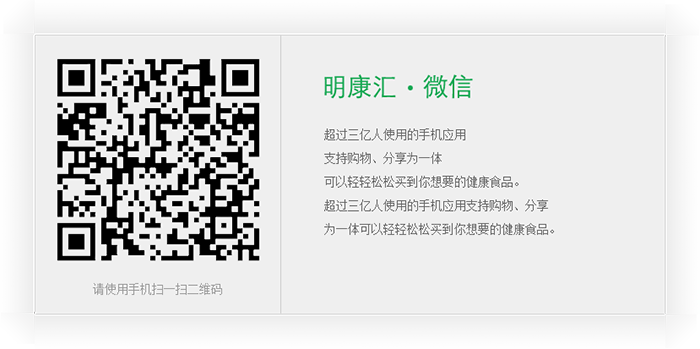 明康汇·微信
超过三亿人使用的手机应用
支持购物、分享为一体
可以轻轻松松买到你想要的健康食品。
超过三亿人使用的手机应用支持购物、分享
为一体可以轻轻松松买到你想要的健康食品。
请使用手机扫一扫二维码